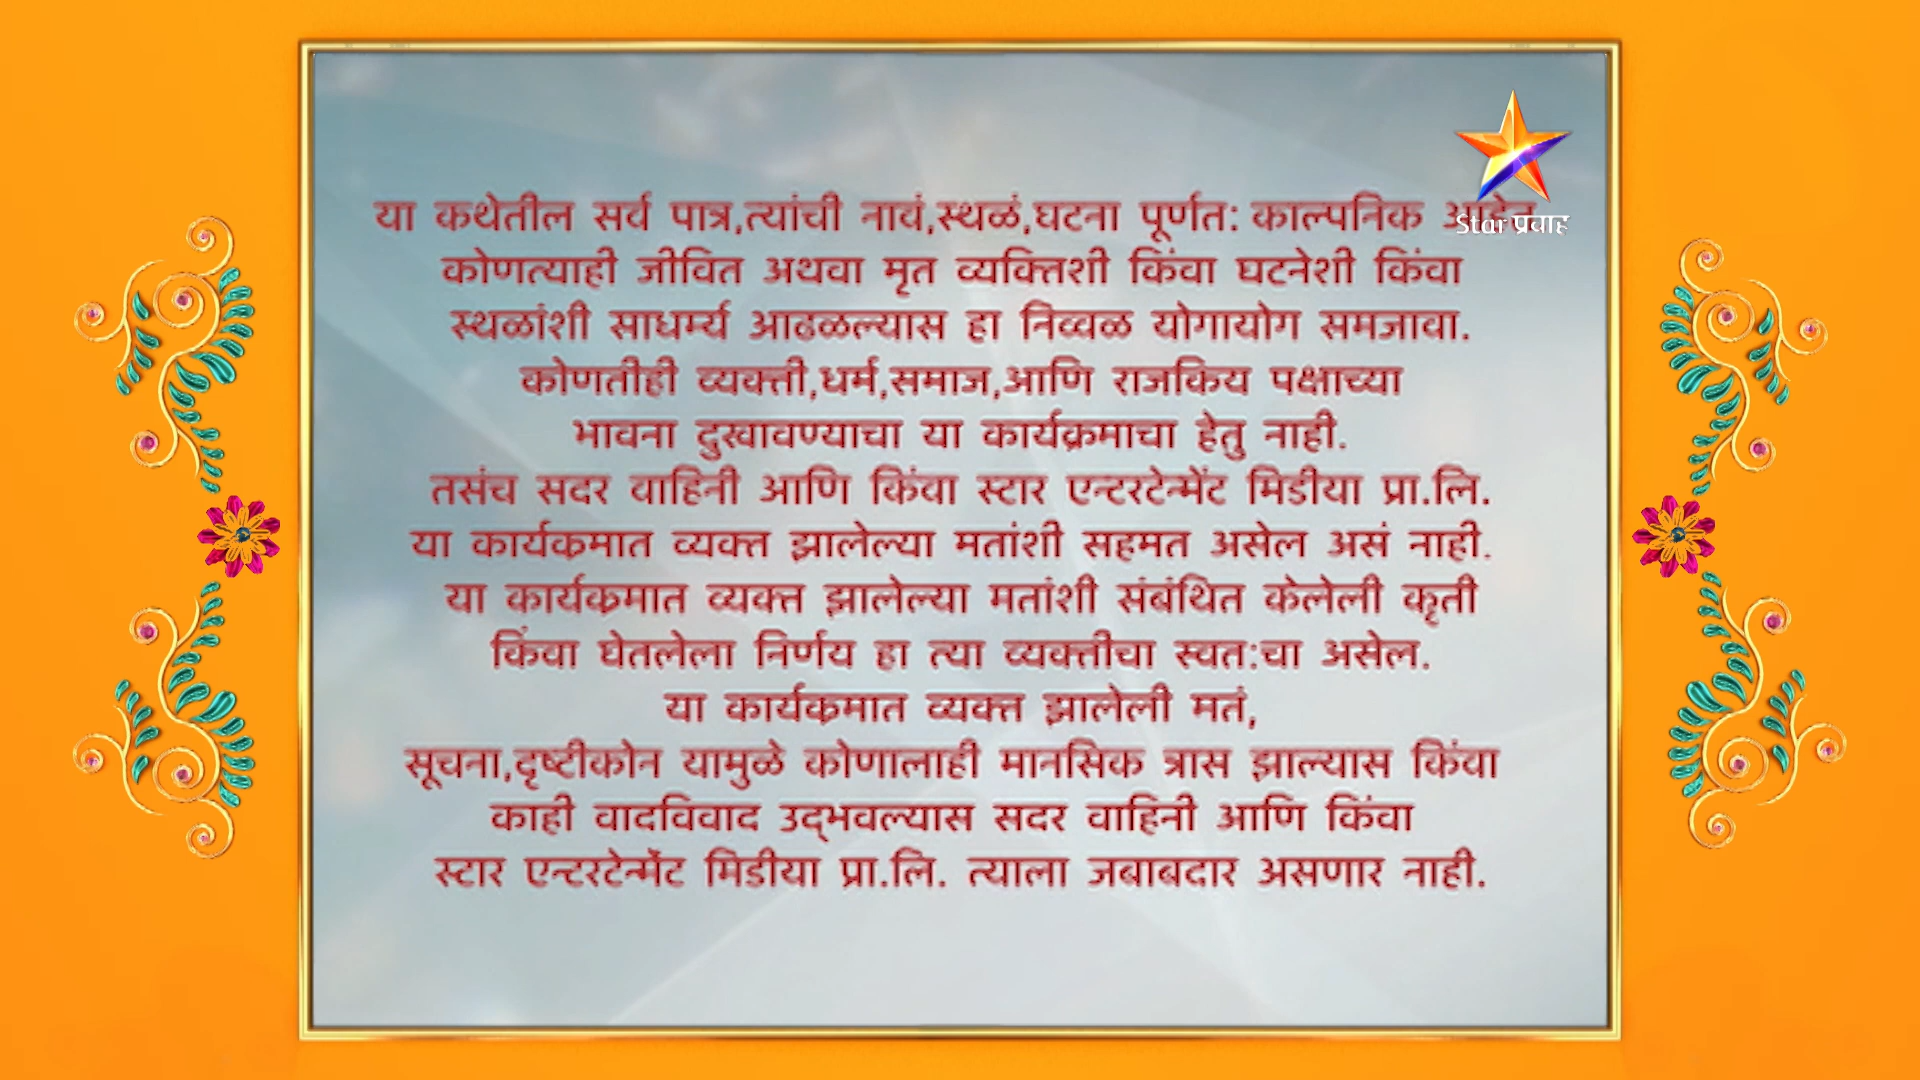 या कथेतील सर्व पात्र,त्यांची नावं,स्थळं,घटना पूर्णत: काल्पनिक
कोणत्याही जीवित अथवा मृत व्यक्तिशी किंवा घटनेशी किंवा
स्थळांशी साधर्म्य आढळल्यास हा निव्वळ योगायोग समजावा.
कोणतीही व्यक्ती,धर्म,समाज,आणि राजकिय पक्षाच्या
भावना दुखावण्याचा या कार्यक्रमाचा हेतु नाही.
तसंच सदर वाहिनी आणि किंवा स्टार एन्टरटेन्मेंट मिडीया प्रा.लि.
या कार्यक्रमात व्यक्त झालेल्या मतांशी सहमत असेल असं नाही.
या कार्यक्रमात व्यक्त झालेल्या मतांशी संबंधित केलेली कृती
किंवा घेतलेला निर्णय हा त्या व्यक्तीचा स्वत:चा असेल.
या कार्यक्रमात व्यक्त झालेली मतं,
सूचना,दृष्टीकोन यामुळे कोणालाही मानसिक त्रास झाल्यास किंवा
काही वादविवाद उद्‌भवल्यास सदर वाहिनी आणि किंवा
स्टार एन्टरटेर्न्मेंट मिडीया प्रा.लि. त्याला जबाबदार असणार नाही.
Star प्रवाह